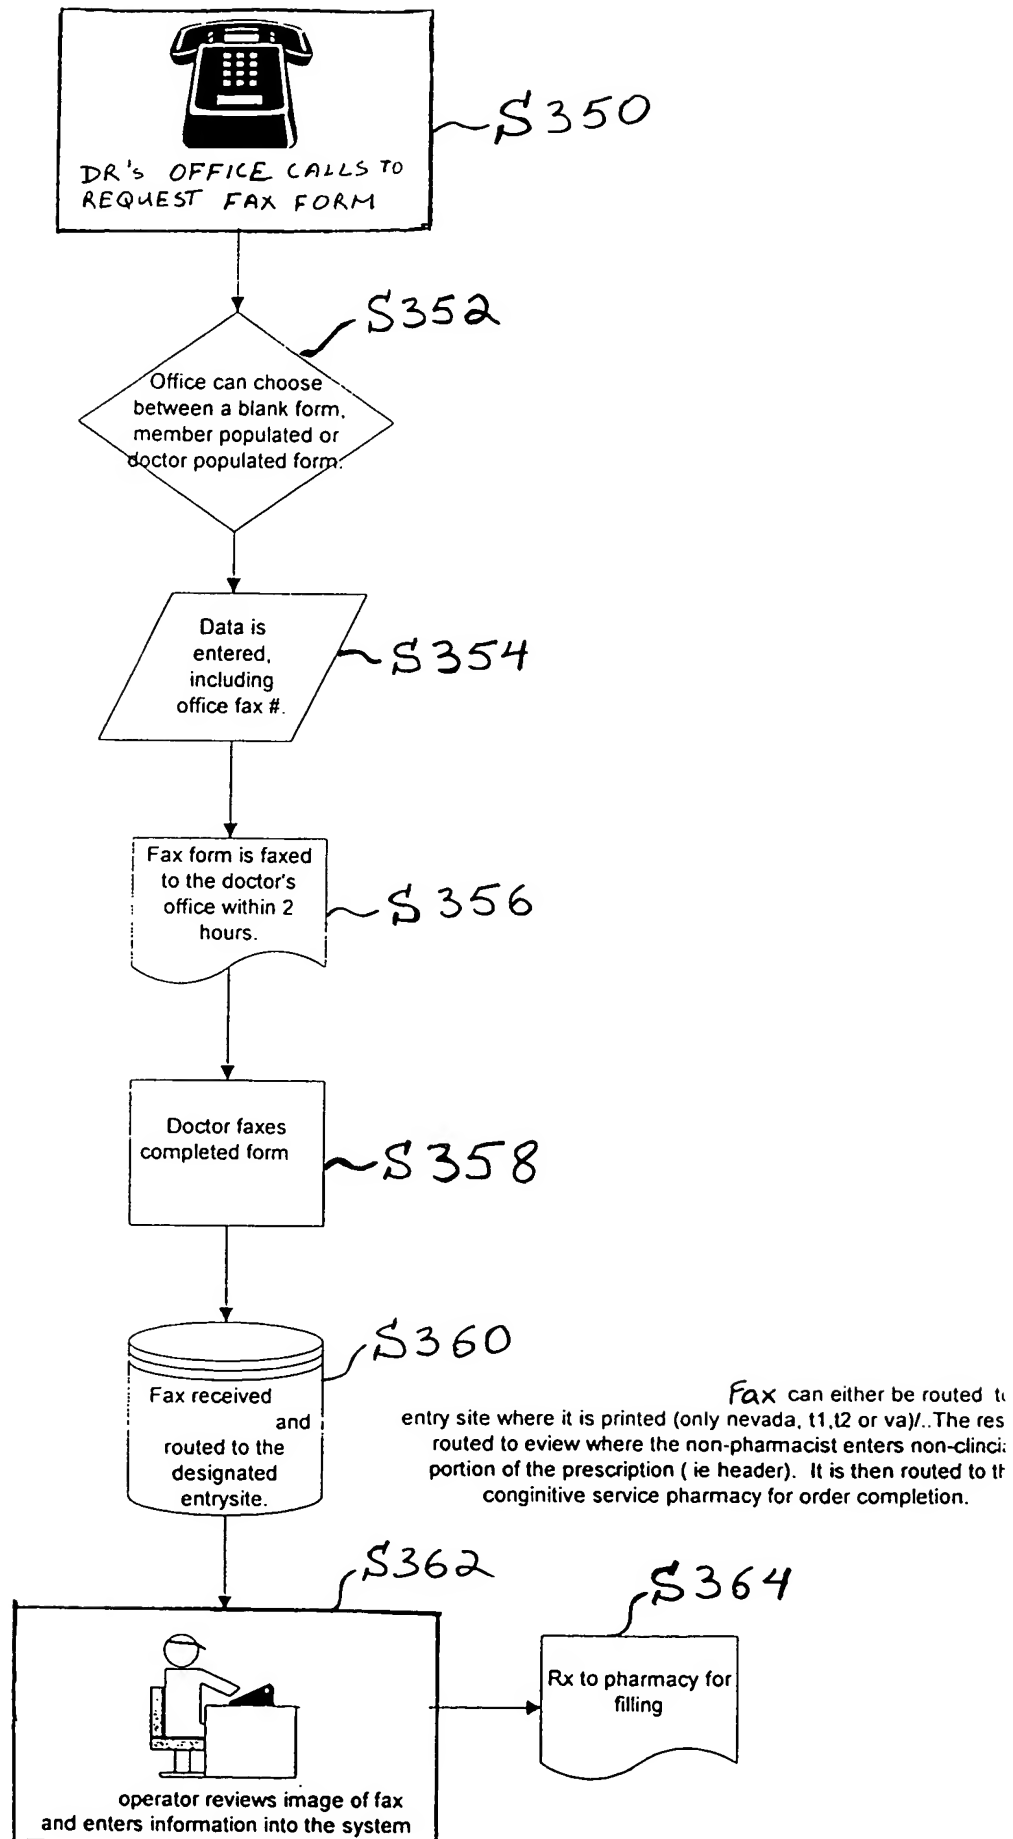 S350
DR's OFFICE CALLS TO
REQUEST FAX FORM
S352
Office can choose
between a blank form,
member populated or
doctor populated form.
Data is
entered,
including
office fax #.
S354
Fax form is faxed
to the doctor's
office within 2
hours.
S356
Doctor faxes
completed form
S358
S360
Fax received
and
routed to the
designated
entrysite.
Fax can either be routed
entry site where it is printed (only nevada, t1,t2 or va)/..The res
routed to eview where the non-pharmacist enters non-clinci
portion of the prescription ( ie header). It is then routed to th
conginitive service pharmacy for order completion.
S362
S364
Rx to pharmacy for
filling
operator reviews image of fax
and enters information into the system